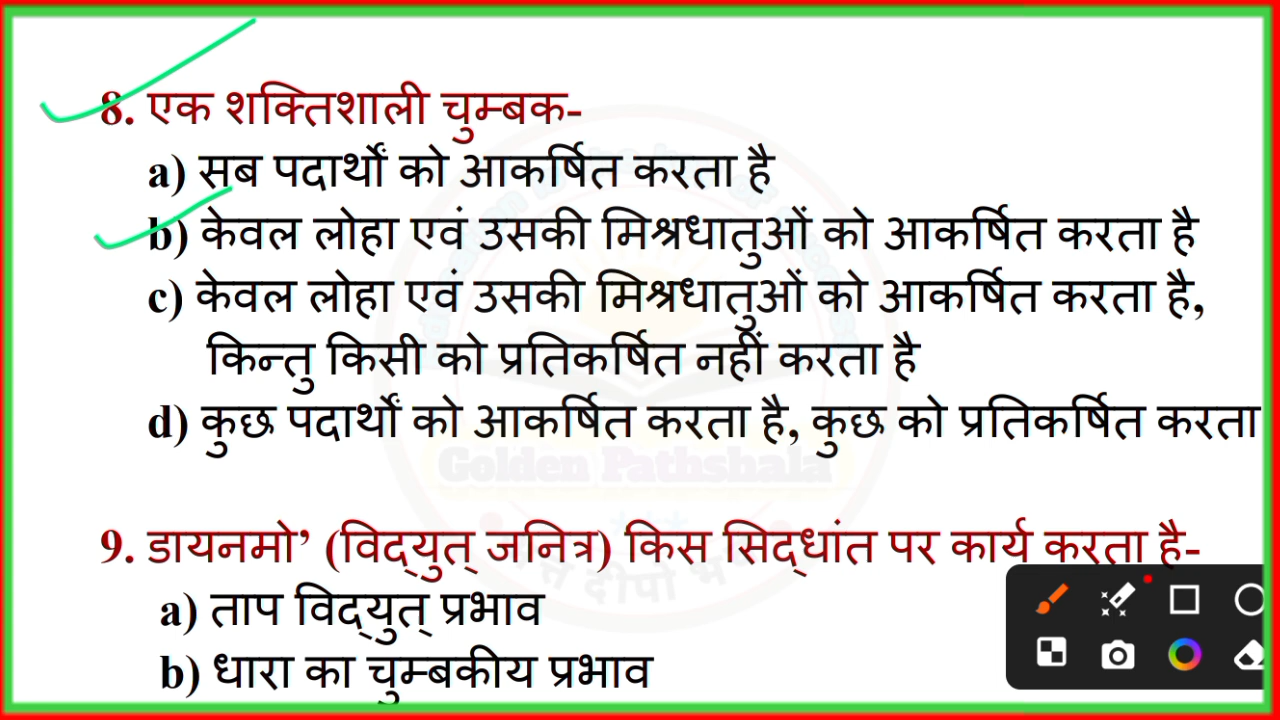 8. एक शक्तिशाली चुम्बक-
a) सब पदार्थों को आकर्षित करता है
b) केवल लोहा एवं उसकी मिश्रधातुओं को आकर्षित करता है
c) केवल लोहा एवं उसकी मिश्रधातुओं को आकर्षित करता है,
किन्तु किसी को प्रतिकर्षित नहीं करता है
d) कुछ पदार्थों को आकर्षित करता है, कुछ को प्रतिकर्षित करता
Golden Pathshala
9. डायनमो’ (विद्युत् जनित्र) किस सिद्धांत पर कार्य करता है-
a) ताप विद्युत् प्रभाव
b) धारा का चुम्बकीय प्रभाव